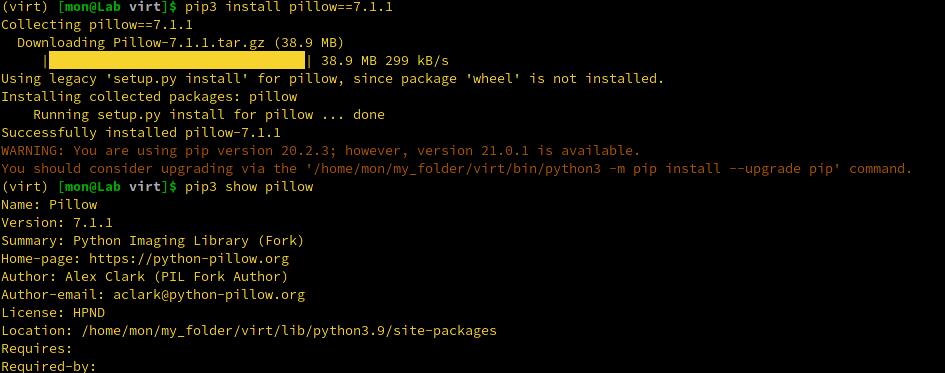 (virt) [mon@Lab virt]$ pip3 install pillow==7.1.1
Collecting pillow==7.1.1
  Downloading Pillow-7.1.1.tar.gz (38.9 MB)
     |████████████████████████████████| 38.9 MB 299 kB/s
Using legacy 'setup.py install' for pillow, since package 'wheel' is not installed.
Installing collected packages: pillow
    Running setup.py install for pillow ... done
Successfully installed pillow-7.1.1
WARNING: You are using pip version 20.2.3; however, version 21.0.1 is available.
You should consider upgrading via the '/home/mon/my_folder/virt/bin/python3 -m pip install --upgrade pip' command.
(virt) [mon@Lab virt]$ pip3 show pillow
Name: Pillow
Version: 7.1.1
Summary: Python Imaging Library (Fork)
Home-page: https://python-pillow.org
Author: Alex Clark (PIL Fork Author)
Author-email: aclark@python-pillow.org
License: HPND
Location: /home/mon/my_folder/virt/lib/python3.9/site-packages
Requires:
Required-by: